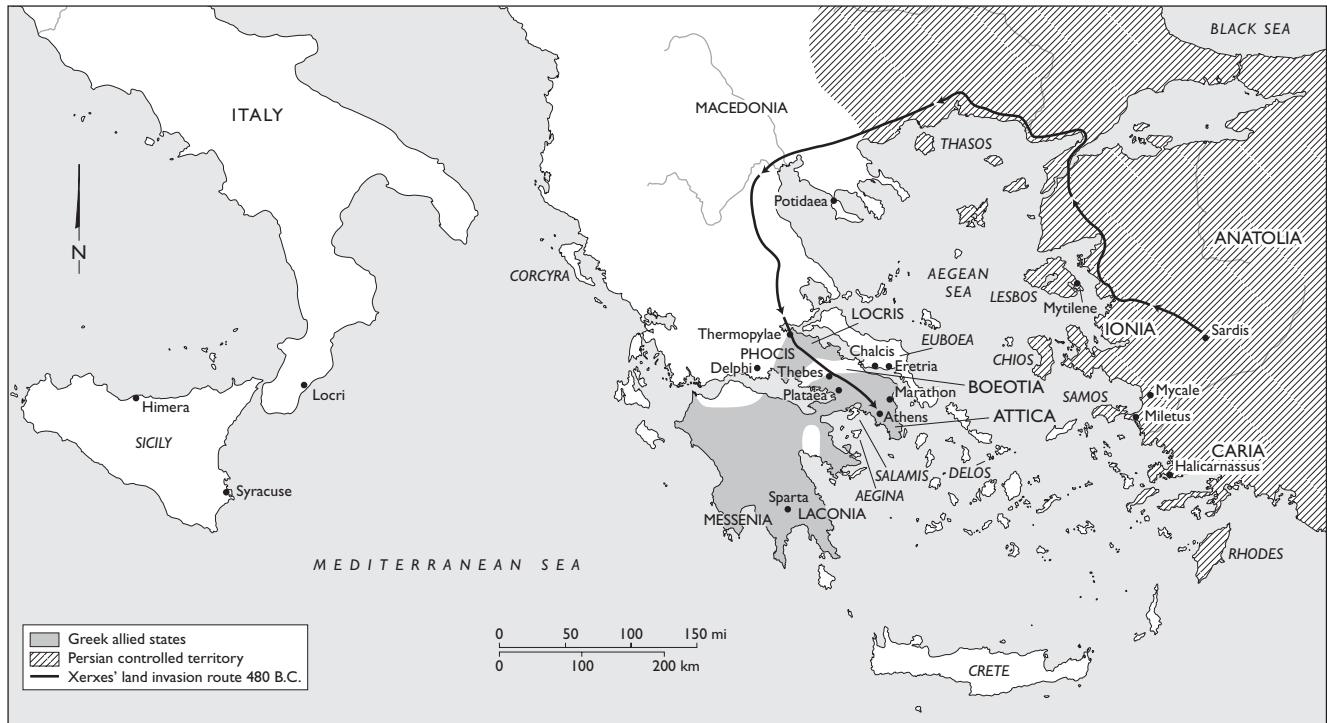 BLACK SEA
ITALY
MACEDONIA
THASOS
Potidaea
N
ANATOLIA
CORCYRA
AEGEAN
SEA
LESBOS
Mytilene
LOCRIS
Thermopylae
IONIA
Sardis
EUBOEA
PHOCIS
Chalcis
CHIOS
Delphi
Thebes
Eretria
BOEOTIA
Locri
Himera
Plataea
Marathon
SAMOS
Mycale
Athens
ATTICA
Miletus
SICILY
CARIA
SALAMIS
DELOS
Halicarnassus
Syracuse
AEGINA
Sparta
MESSENIA
LACONIA
RHODES
MEDITERRANEAN SEA
Greek allied states
Persian controlled territory
Xerxes’ land invasion route 480 B.C.
0 50 100 150 mi
0 100 200 km
CRETE